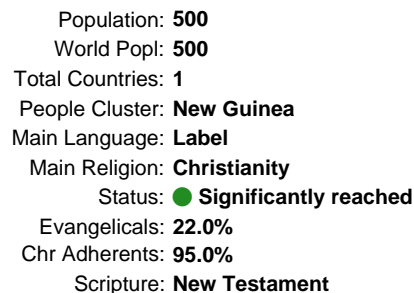 Population: 500
World Popl: 500
Total Countries: 1
People Cluster: New Guinea
Main Language: Label
Main Religion: Christianity
Status: Significantly reached
Evangelicals: 22.0%
Chr Adherents: 95.0%
Scripture: New Testament